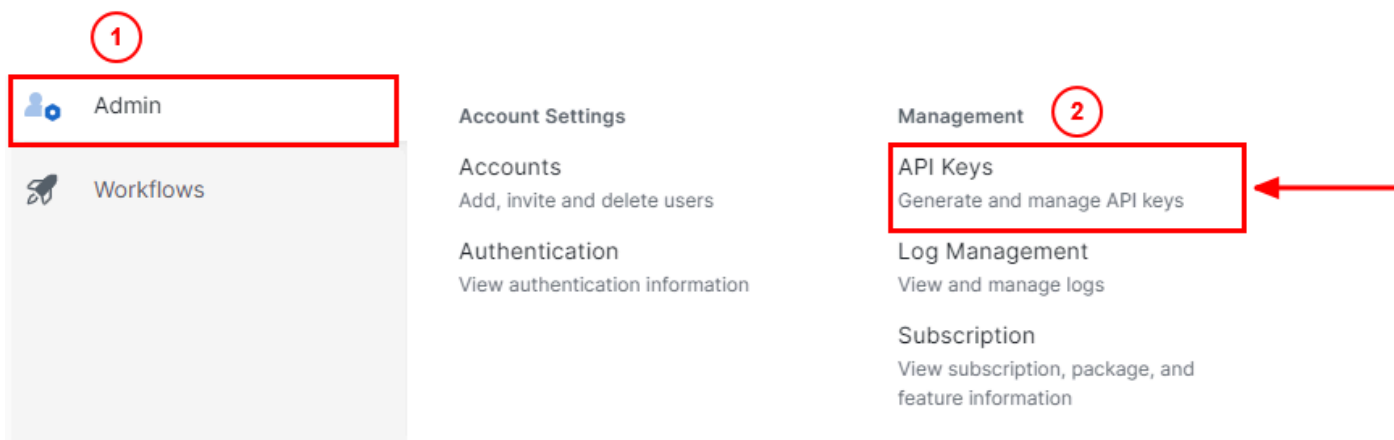 1
Admin
Workflows
Account Settings
Accounts
Add, invite and delete users
Authentication
View authentication information
Management
2
API Keys
Generate and manage API keys
Log Management
View and manage logs
Subscription
View subscription, package, and
feature information